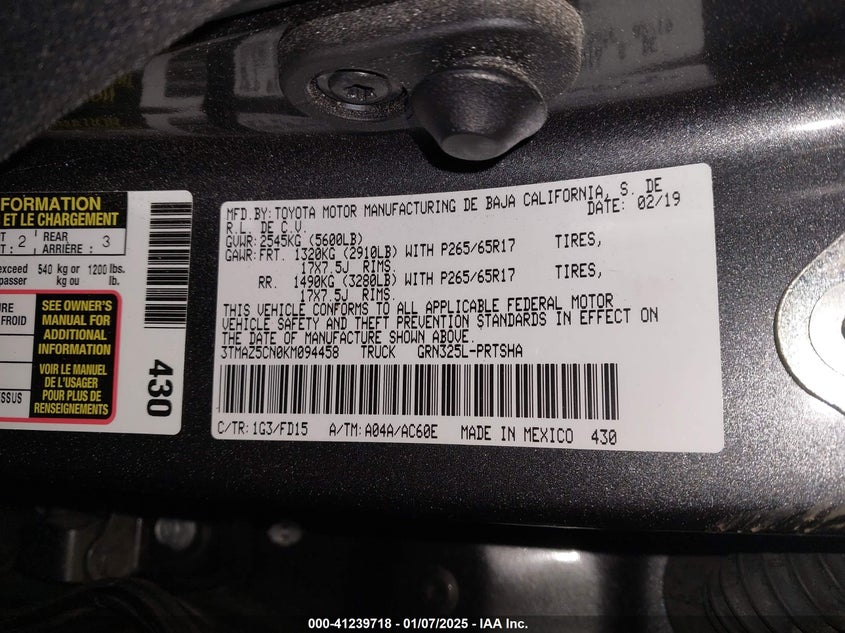 FORMATION
ET LE CHARGEMENT
T 2 REAR 3
T : ARRIÈRE :
exceed 540 kg or 1200 lbs.
passer kg ou lb.
URE
FROID
ESSUS
SEE OWNER'S
MANUAL FOR
ADDITIONAL
INFORMATION
VOIR LE MANUEL
DE L'USAGER
POUR PLUS DE
RENSEIGNEMENTS
430
MFD.BY:TOYOTA MOTOR MANUFACTURING DE BAJA CALIFORNIA, S. DE
R.L. DE C.V. DATE: 02/19
GVWR:2545KG (5600LB)
GAWR:FRT. 1320KG (2910LB) WITH P265/65R17 TIRES,
17X7.5J RIMS.
RR. 1490KG (3280LB) WITH P265/65R17 TIRES,
17X7.5J RIMS.
THIS VEHICLE CONFORMS TO ALL APPLICABLE FEDERAL MOTOR
VEHICLE SAFETY AND THEFT PREVENTION STANDARDS IN EFFECT ON
THE DATE OF MANUFACTURE SHOWN ABOVE.
3TMAZ5CN0KM094458 TRUCK GRN325L-PRTSHA
C/TR:1G3/FD15 A/TM:A04A/AC60E MADE IN MEXICO 430
000-41239718 - 01/07/2025 - IAA Inc.